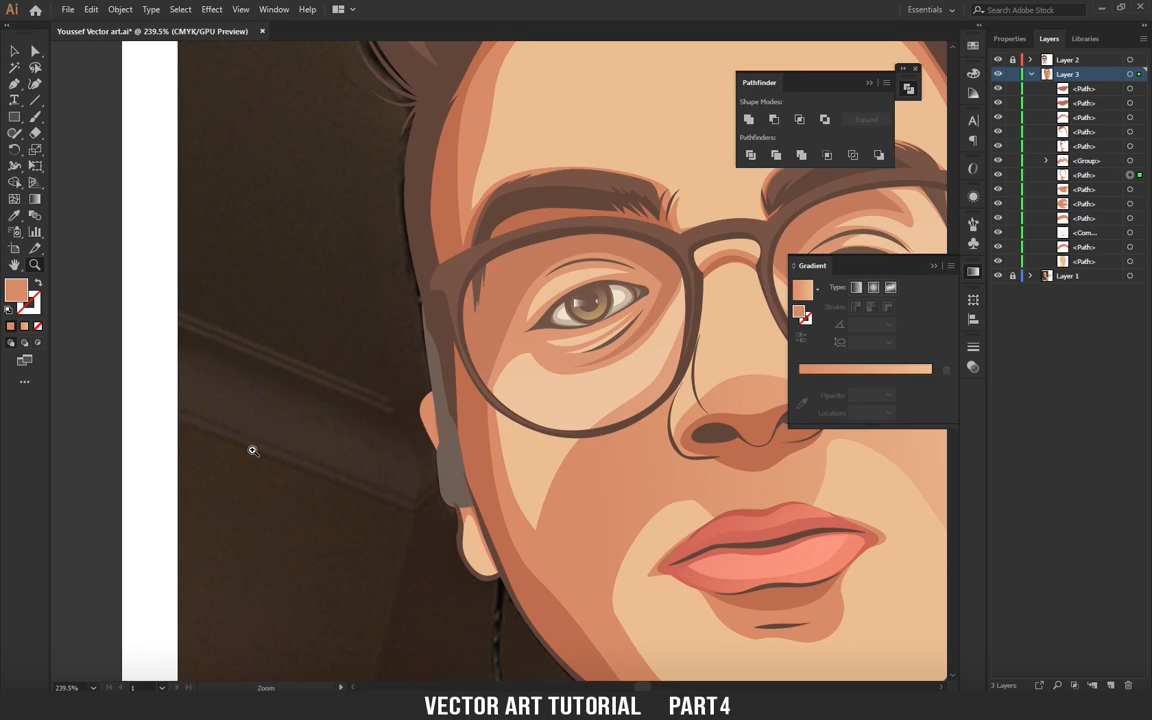 Ai File Edit Object Type Select Effect View Window Help Essentials Search Adobe Stock
Youssef Vector art.ai* @ 239.5% (CMYK/GPU Preview)
Properties Layers Libraries
Layer 2
Layer 3
<Path>
<Path>
<Path>
<Path>
<Path>
<Group>
<Path>
<Path>
<Path>
<Path>
<Com...
<Path>
<Path>
Layer 1
Pathfinder
Shape Modes:
Expand
Pathfinders:
Gradient
Type:
Stroke:
Opacity:
Location:
239.5% 1 Zoom
3 Layers
VECTOR ART TUTORIAL PART 4